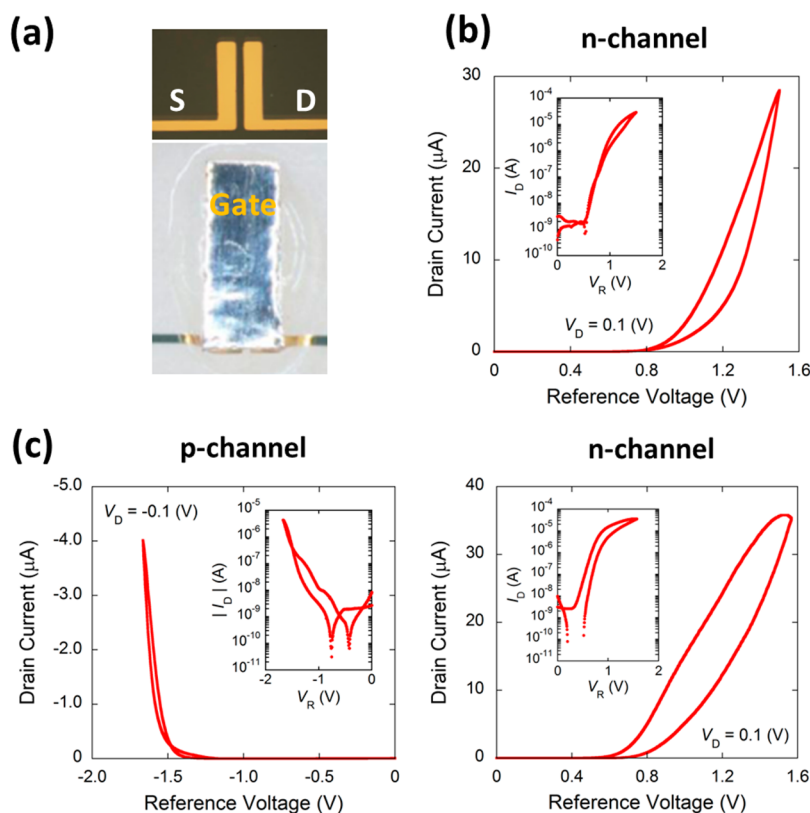 (a)
S D
Gate
(b)
n-channel
30
20
10
0
0 0.4 0.8 1.2 1.6
Drain Current (μA)
Reference Voltage (V)
V_D = 0.1 (V)
10^-4
10^-5
10^-6
10^-7
10^-8
10^-9
10^-10
0 1 2
I_D (A)
V_R (V)
(c)
p-channel
-5.0
-4.0
-3.0
-2.0
-1.0
0
-2.0 -1.5 -1.0 -0.5 0
Drain Current (μA)
Reference Voltage (V)
V_D = -0.1 (V)
10^-5
10^-6
10^-7
10^-8
10^-9
10^-10
10^-11
-2 -1 0
| I_D | (A)
V_R (V)
n-channel
40
30
20
10
0
0 0.4 0.8 1.2 1.6
Drain Current (μA)
Reference Voltage (V)
V_D = 0.1 (V)
10^-4
10^-5
10^-6
10^-7
10^-8
10^-9
10^-10
10^-11
0 1 2
I_D (A)
V_R (V)